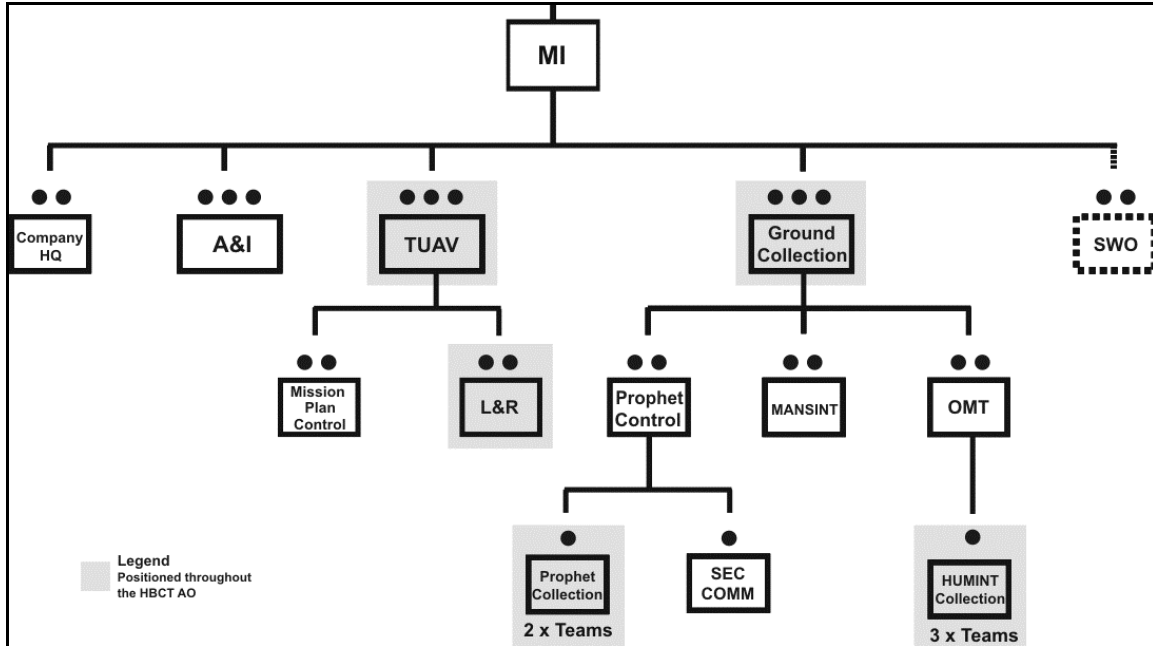 MI
Company
HQ
A&I
TUAV
Ground
Collection
SWO
Mission
Plan
Control
L&R
Prophet
Control
MANSINT
OMT
Prophet
Collection
2 x Teams
SEC
COMM
HUMINT
Collection
3 x Teams
Legend
Positioned throughout
the HBCT AO